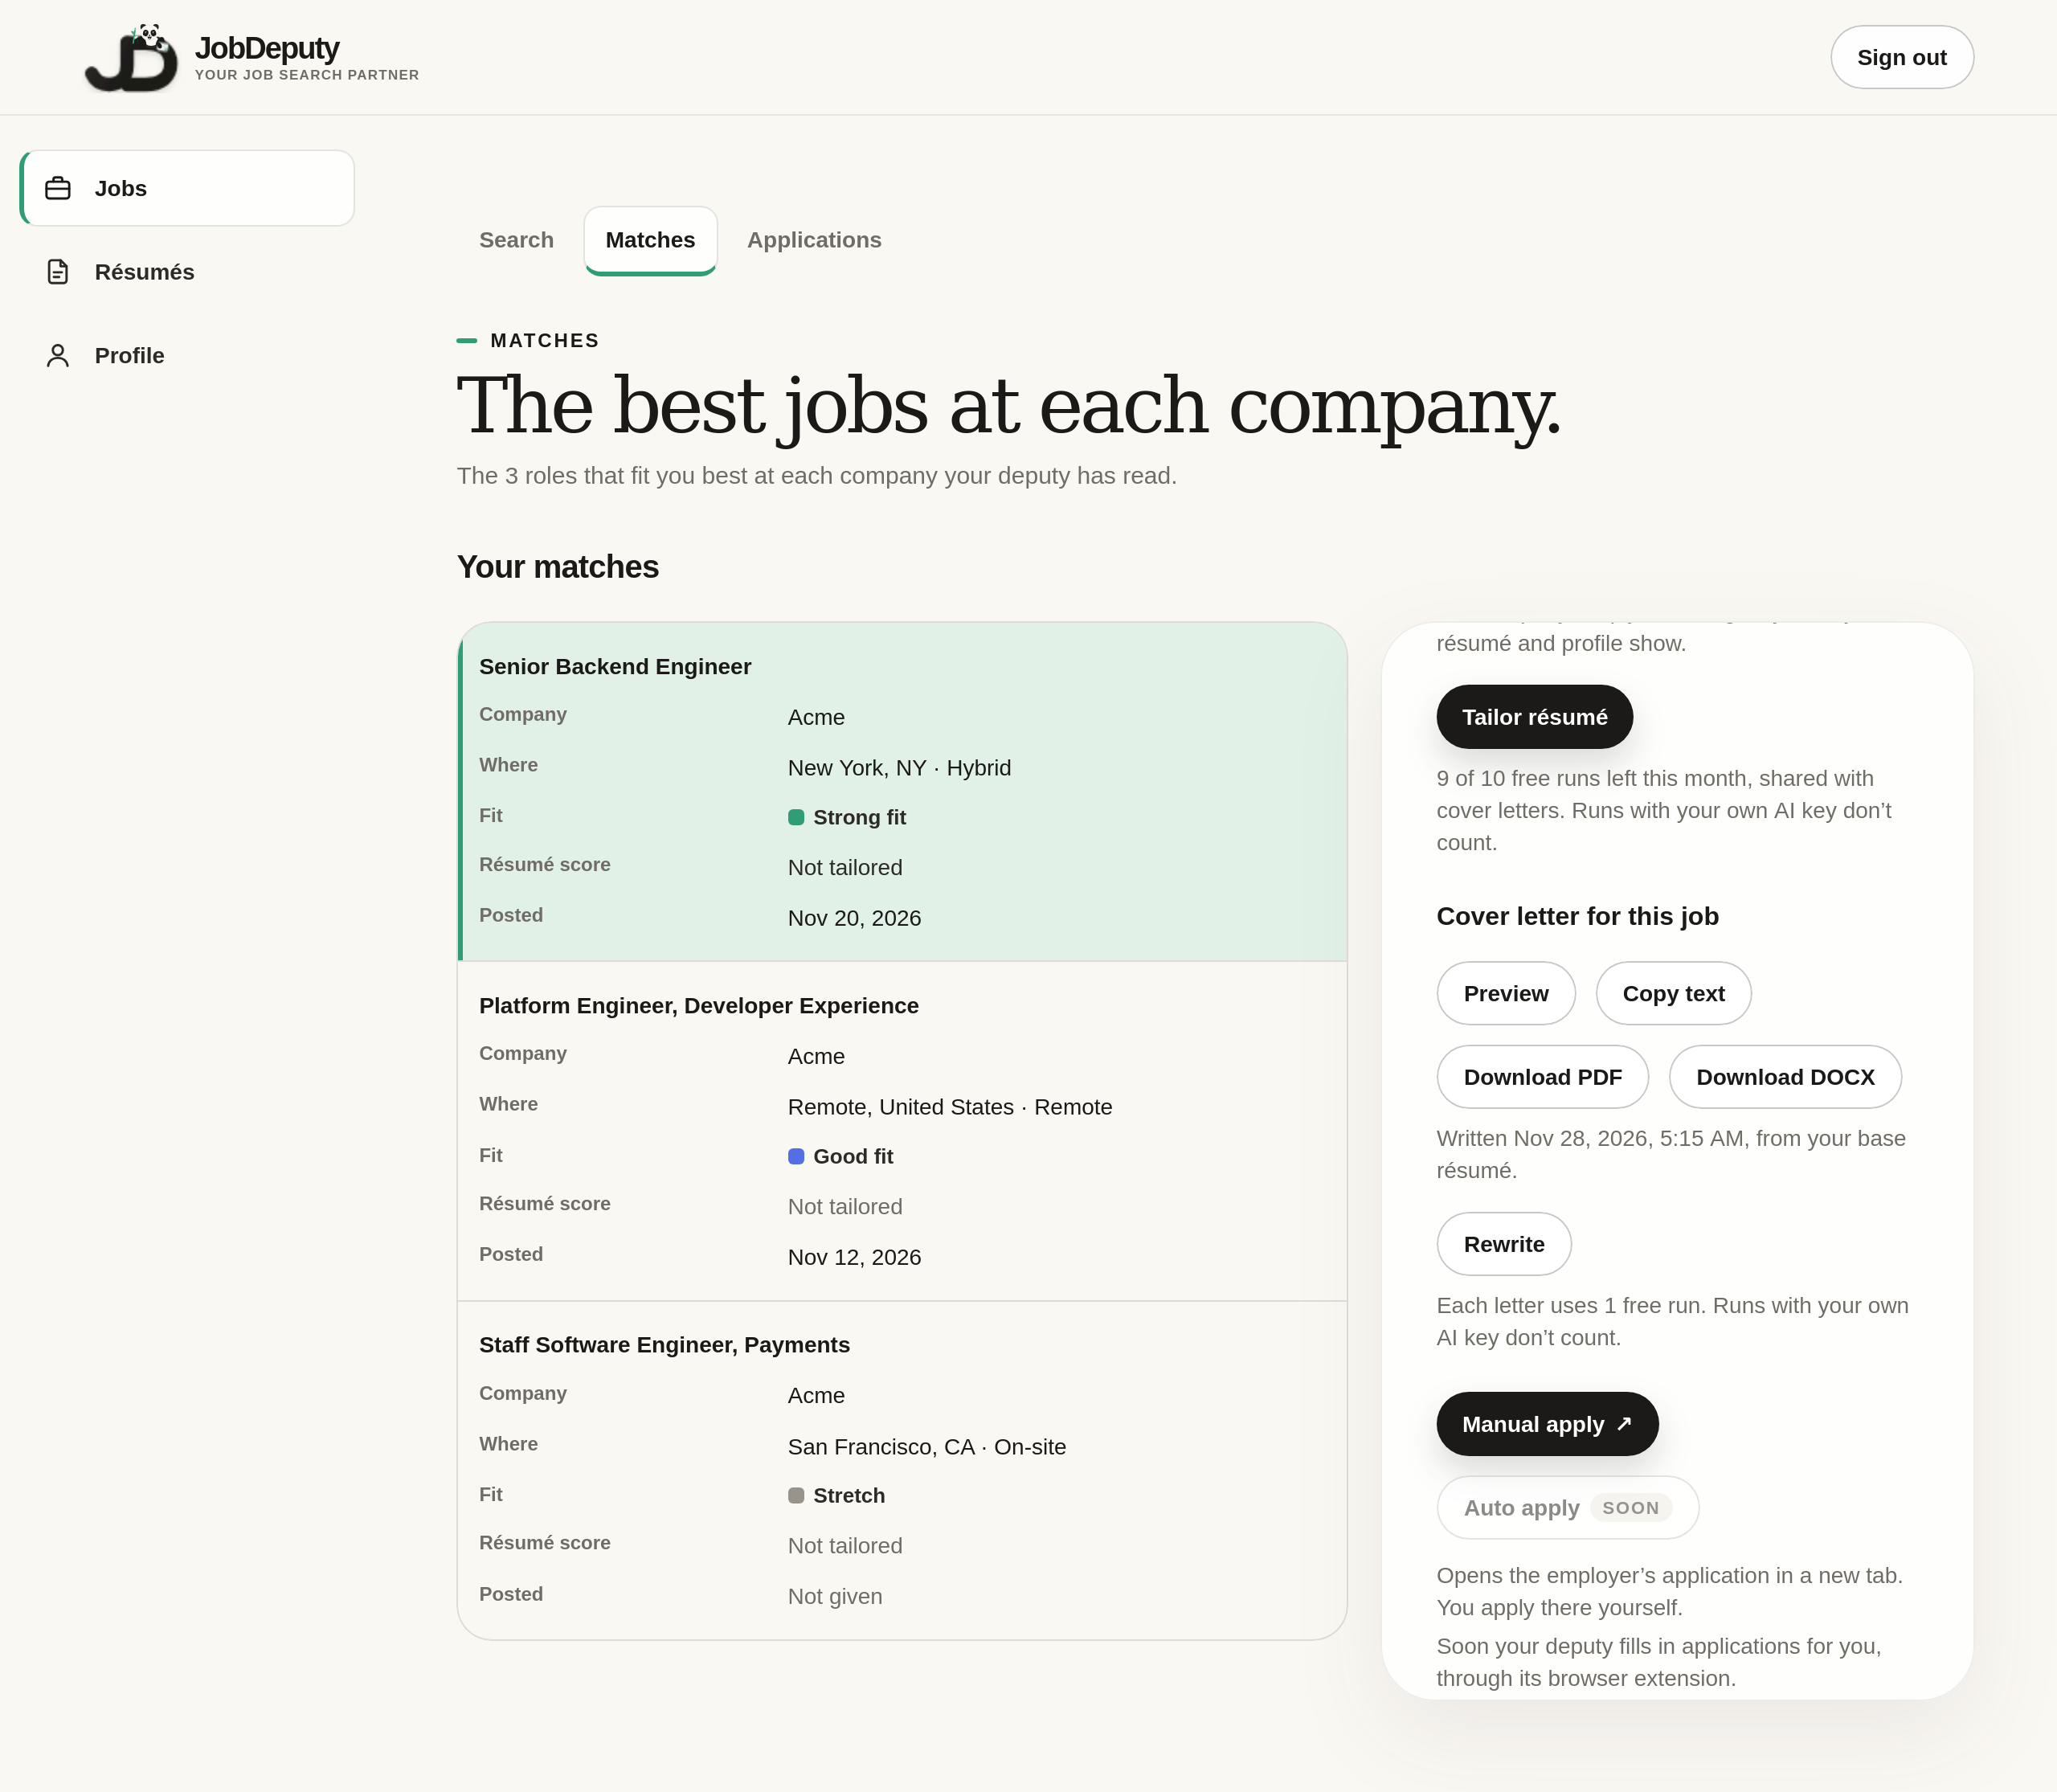 JobDeputy
YOUR JOB SEARCH PARTNER
Sign out
Jobs
Résumés
Profile
Search
Matches
Applications
MATCHES
The best jobs at each company.
The 3 roles that fit you best at each company your deputy has read.
Your matches
Senior Backend Engineer
Company Acme
Where New York, NY · Hybrid
Fit Strong fit
Résumé score Not tailored
Posted Nov 20, 2026
Platform Engineer, Developer Experience
Company Acme
Where Remote, United States · Remote
Fit Good fit
Résumé score Not tailored
Posted Nov 12, 2026
Staff Software Engineer, Payments
Company Acme
Where San Francisco, CA · On-site
Fit Stretch
Résumé score Not tailored
Posted Not given
résumé and profile show.
Tailor résumé
9 of 10 free runs left this month, shared with
cover letters. Runs with your own AI key don’t
count.
Cover letter for this job
Preview
Copy text
Download PDF
Download DOCX
Written Nov 28, 2026, 5:15 AM, from your base
résumé.
Rewrite
Each letter uses 1 free run. Runs with your own
AI key don’t count.
Manual apply ↗
Auto apply SOON
Opens the employer’s application in a new tab.
You apply there yourself.
Soon your deputy fills in applications for you,
through its browser extension.